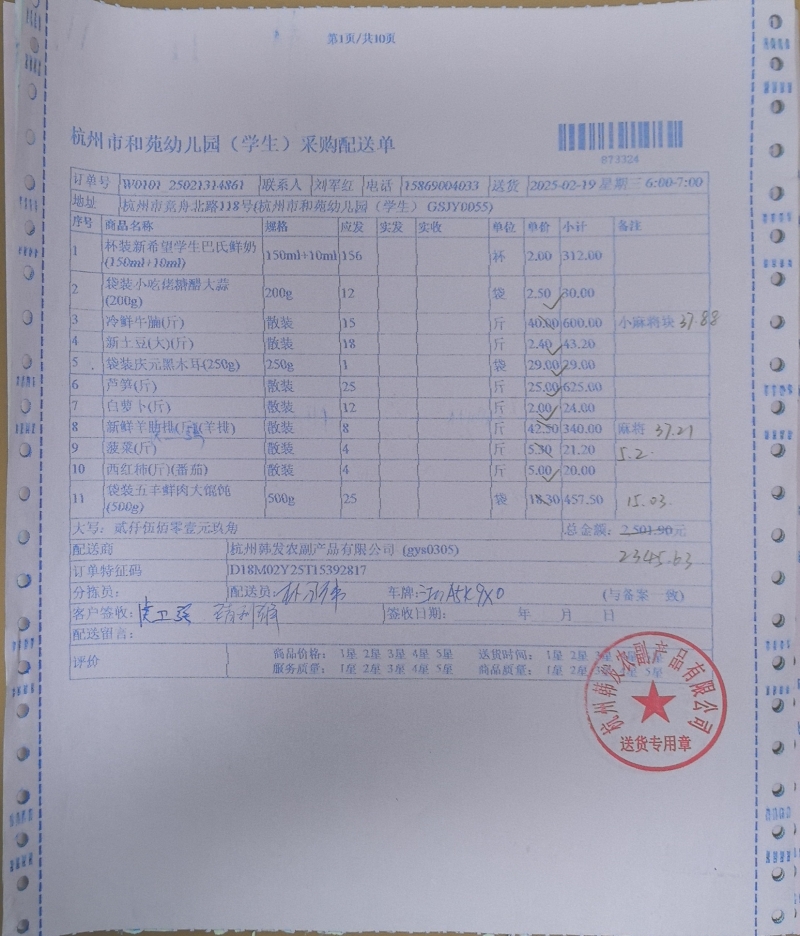 第1页/共10页
杭州市和苑幼儿园（学生）采购配送单
873324
订单号 W0101_25021314861 联系人 刘军红 电话 15869004033 送货 2025-02-19 星期三 6:00-7:00
地址 杭州市竞舟北路118号(杭州市和苑幼儿园（学生） GSJY0055)
序号 商品名称 规格 应发 实发 实收 单位 单价 小计 备注
1 杯装新希望学生巴氏鲜奶(150ml+10ml) 150ml+10ml 156 杯 2.00 312.00
2 袋装小吃佬糖醋大蒜(200g) 200g 12 袋 2.50 30.00
3 冷鲜牛腩(斤) 散装 15 斤 40.00 600.00 小麻将块 37.88
4 新土豆(大)(斤) 散装 18 斤 2.40 43.20
5 袋装庆元黑木耳(250g) 250g 1 袋 29.00 29.00
6 芦笋(斤) 散装 25 斤 25.00 625.00
7 白萝卜(斤) 散装 12 斤 2.00 24.00
8 新鲜羊肋排(斤)(羊排) 散装 8 斤 42.50 340.00 麻将 37.21
9 菠菜(斤) 散装 4 斤 5.30 21.20 5.2
10 西红柿(斤)(番茄) 散装 4 斤 5.00 20.00
11 袋装五羊鲜肉大馄饨(500g) 500g 25 袋 18.30 457.50 15.03
大写: 贰仟伍佰零壹元玖角 总金额: 2,501.90元
2345.63
配送商 杭州韩发农副产品有限公司 (gys0305)
订单特征码 D18M02Y25T15392817
分拣员: 配送员: 车牌: (与备案一致)
客户签收: 签收日期: 年 月 日
配送留言:
评价 商品价格: 1星 2星 3星 4星 5星 送货时间: 1星 2星 3星 4星 5星
服务质量: 1星 2星 3星 4星 5星 商品质量: 1星 2星 3星 4星 5星
杭州韩发农副产品有限公司
送货专用章